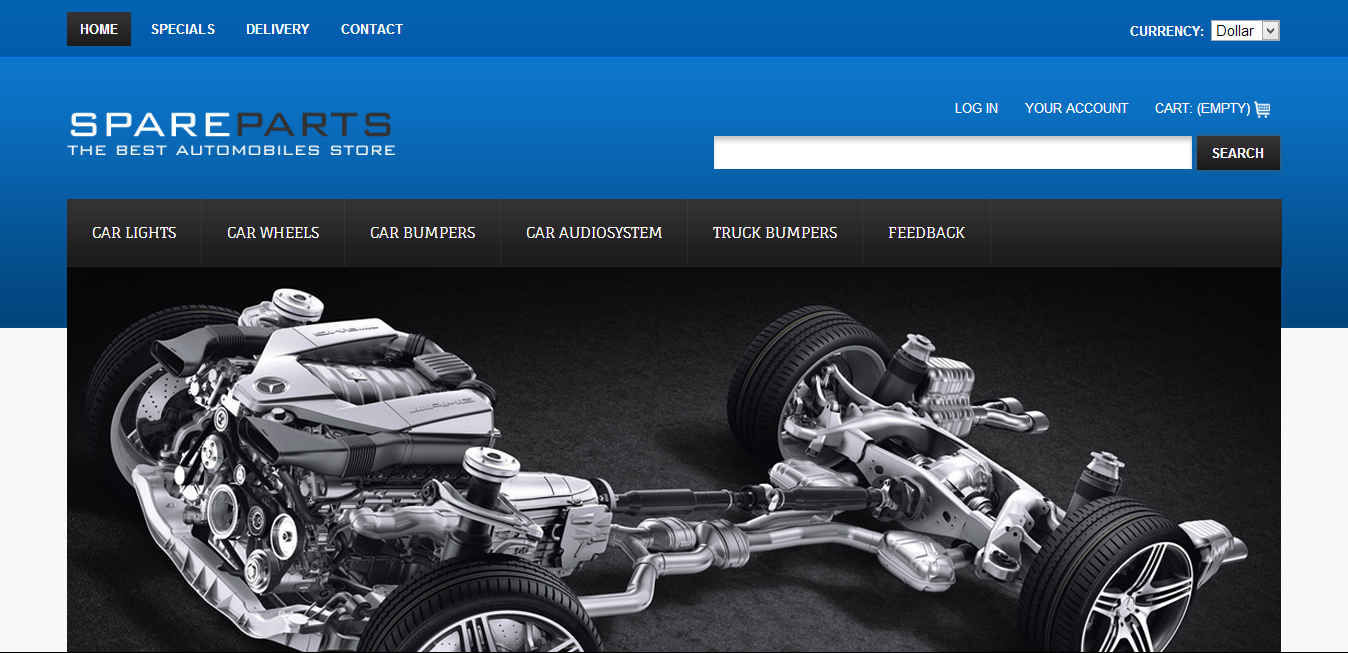 HOME SPECIALS DELIVERY CONTACT CURRENCY: Dollar
LOG IN YOUR ACCOUNT CART: (EMPTY)
SPAREPARTS
THE BEST AUTOMOBILES STORE
SEARCH
CAR LIGHTS CAR WHEELS CAR BUMPERS CAR AUDIOSYSTEM TRUCK BUMPERS FEEDBACK
AMG